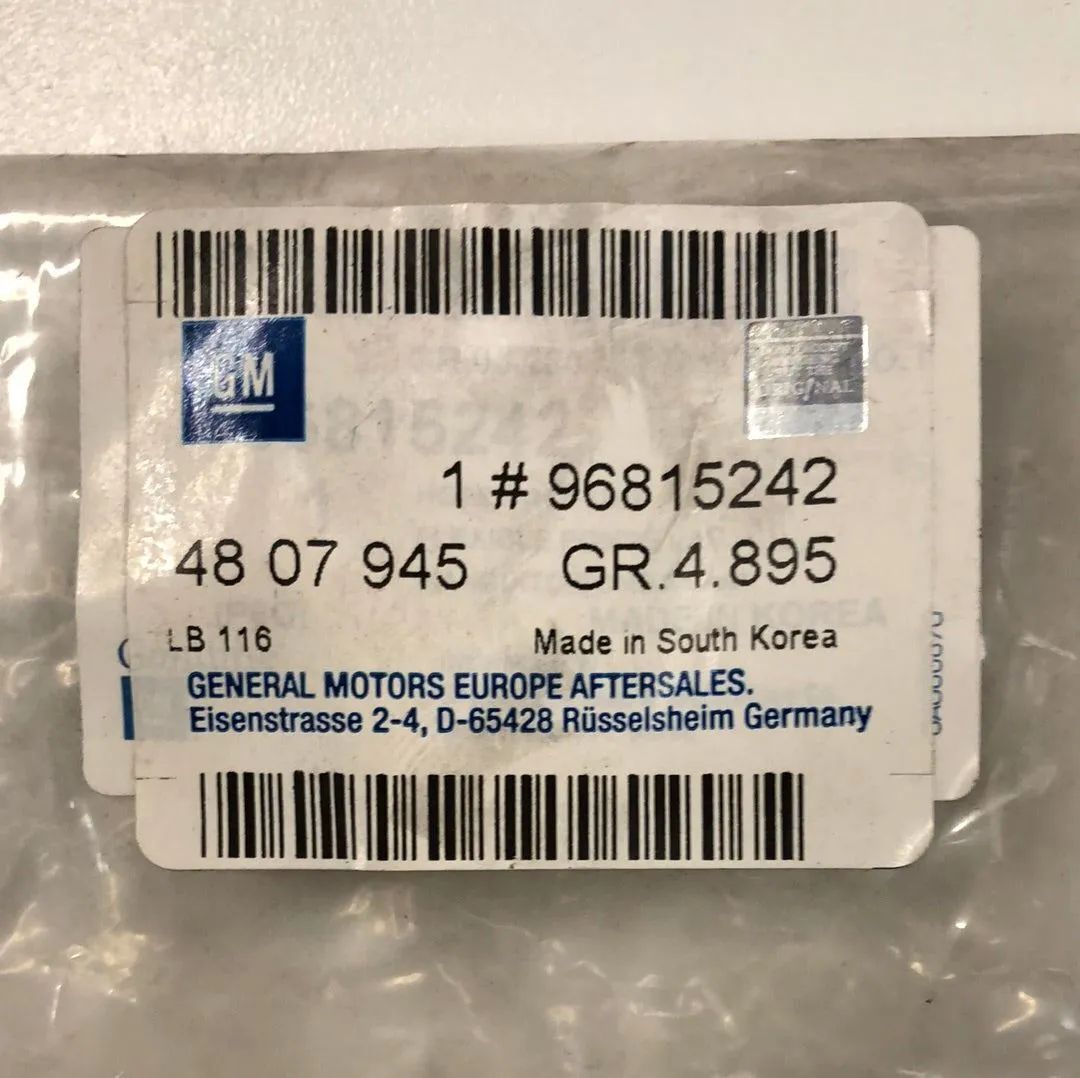 GM
ORIGINAL
1 # 96815242
48 07 945 GR.4.895
LB 116 Made in South Korea
GENERAL MOTORS EUROPE AFTERSALES.
Eisenstrasse 2-4, D-65428 Rüsselsheim Germany